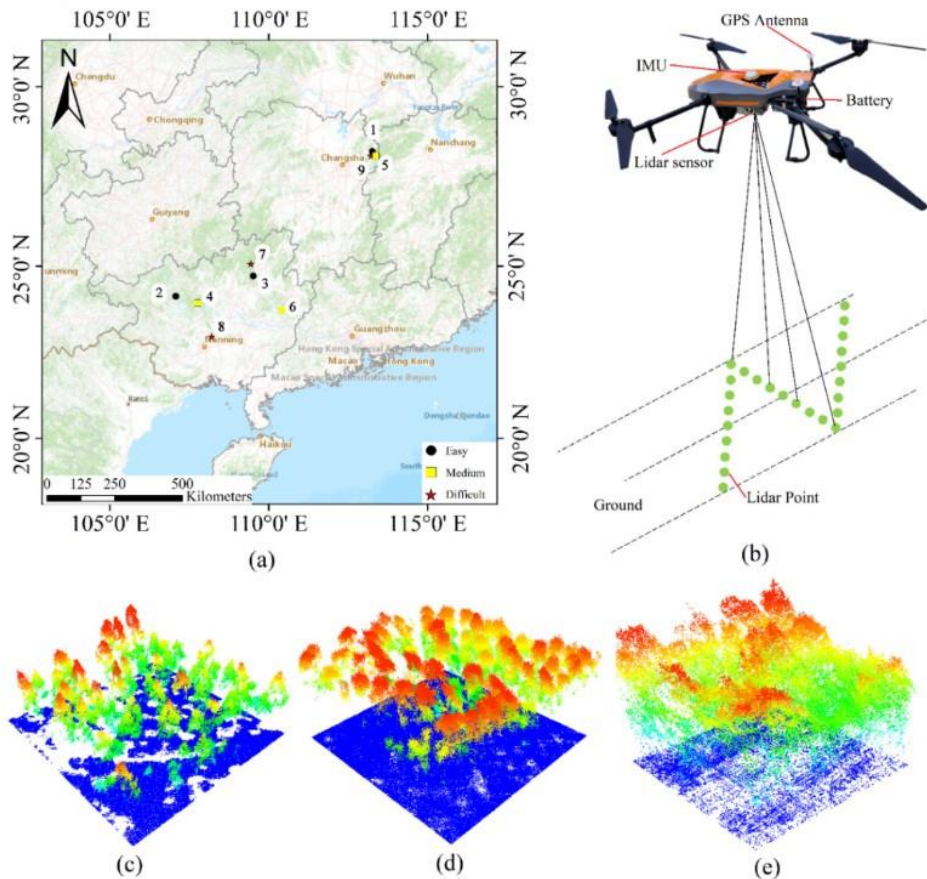 105°0' E
110°0' E
115°0' E
N
30°0' N
25°0' N
20°0' N
Chengdu
Wuhan
Chongqing
Nanchang
Changsha
Guiyang
1
5
9
7
3
2
4
6
8
Nanning
Guangzhou
Hong Kong Special Administrative Region
Macao
Hong Kong
Macao Special Administrative Region
Hanoi
Haikou
Easy
Medium
Difficult
0 125 250 500
Kilometers
30°0' N
25°0' N
20°0' N
105°0' E
110°0' E
115°0' E
(a)
GPS Antenna
IMU
Battery
Lidar sensor
Lidar Point
Ground
(b)
(c)
(d)
(e)